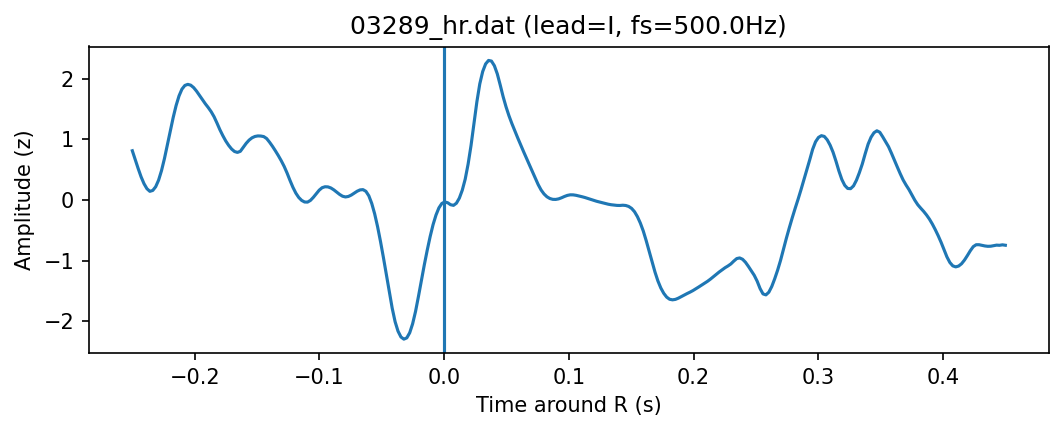 03289_hr.dat (lead=I, fs=500.0Hz)
Amplitude (z)
2
1
0
−1
−2
−0.2 −0.1 0.0 0.1 0.2 0.3 0.4
Time around R (s)